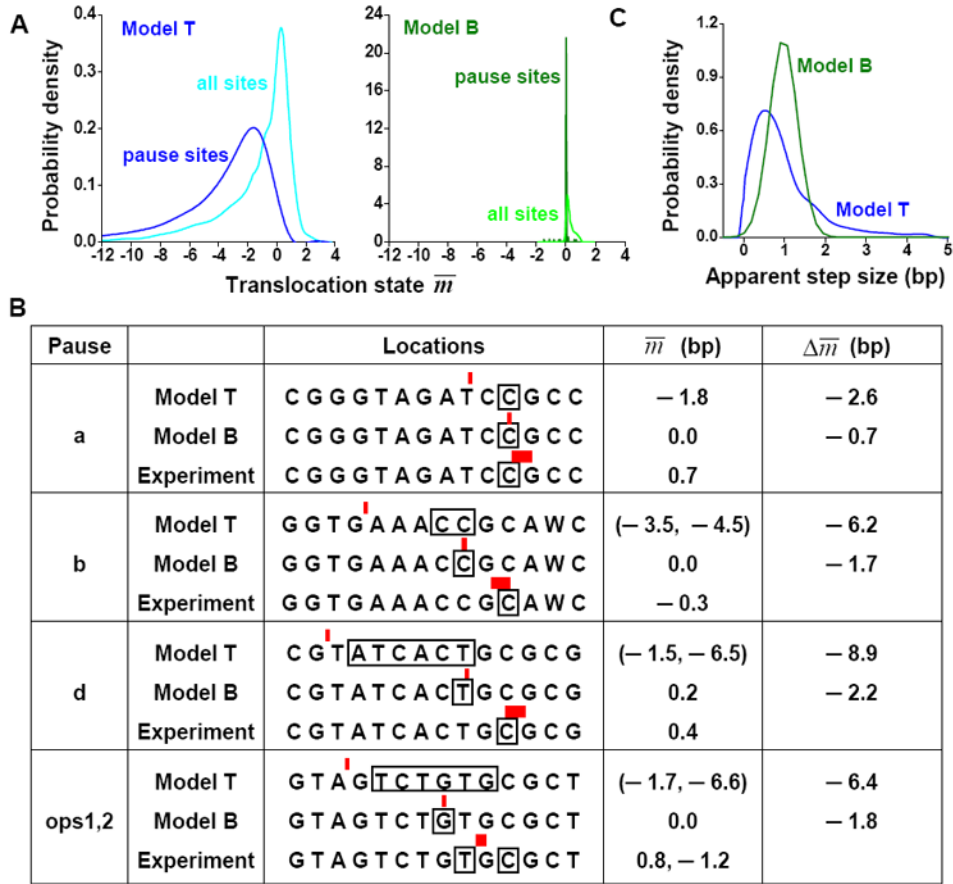 A
Model T
all sites
pause sites
Probability density
0.4
0.3
0.2
0.1
0.0
-12 -10 -8 -6 -4 -2 0 2 4
Model B
pause sites
all sites
24
20
16
12
8
4
0
-12 -10 -8 -6 -4 -2 0 2 4
Translocation state m
C
Model B
Model T
Probability density
1.2
0.9
0.6
0.3
0.0
0 1 2 3 4 5
Apparent step size (bp)
B
Pause Locations m (bp) Δm (bp)
a
Model T C G G G T A G A T C C G C C — 1.8 — 2.6
Model B C G G G T A G A T C C G C C 0.0 — 0.7
Experiment C G G G T A G A T C C G C C 0.7
b
Model T G G T G A A A C C G C A W C (— 3.5, — 4.5) — 6.2
Model B G G T G A A A C C G C A W C 0.0 — 1.7
Experiment G G T G A A A C C G C A W C — 0.3
d
Model T C G T A T C A C T G C G C G (— 1.5, — 6.5) — 8.9
Model B C G T A T C A C T G C G C G 0.2 — 2.2
Experiment C G T A T C A C T G C G C G 0.4
ops1,2
Model T G T A G T C T G T G C G C T (— 1.7, — 6.6) — 6.4
Model B G T A G T C T G T G C G C T 0.0 — 1.8
Experiment G T A G T C T G T G C G C T 0.8, — 1.2